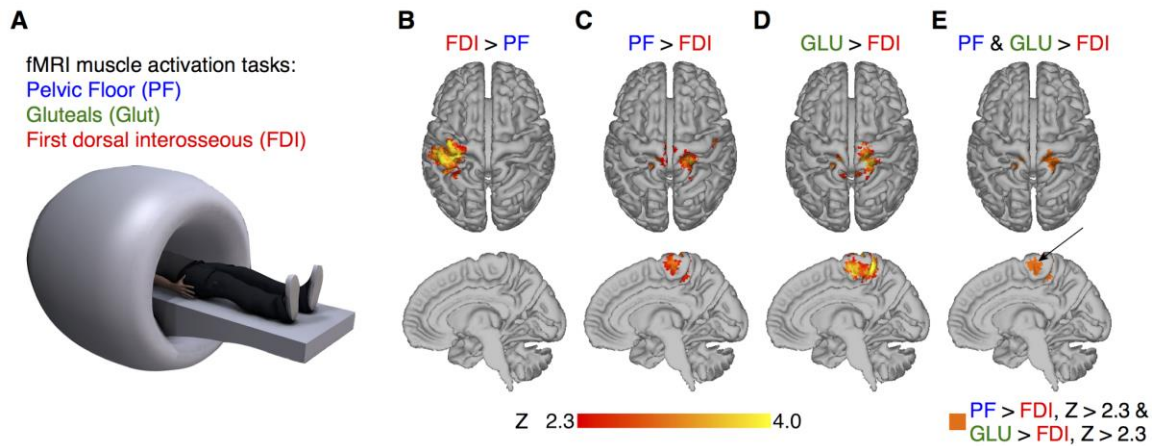 A
fMRI muscle activation tasks:
Pelvic Floor (PF)
Gluteals (Glut)
First dorsal interosseous (FDI)
B
FDI > PF
C
PF > FDI
D
GLU > FDI
E
PF & GLU > FDI
Z 2.3 4.0
PF > FDI, Z > 2.3 &
GLU > FDI, Z > 2.3